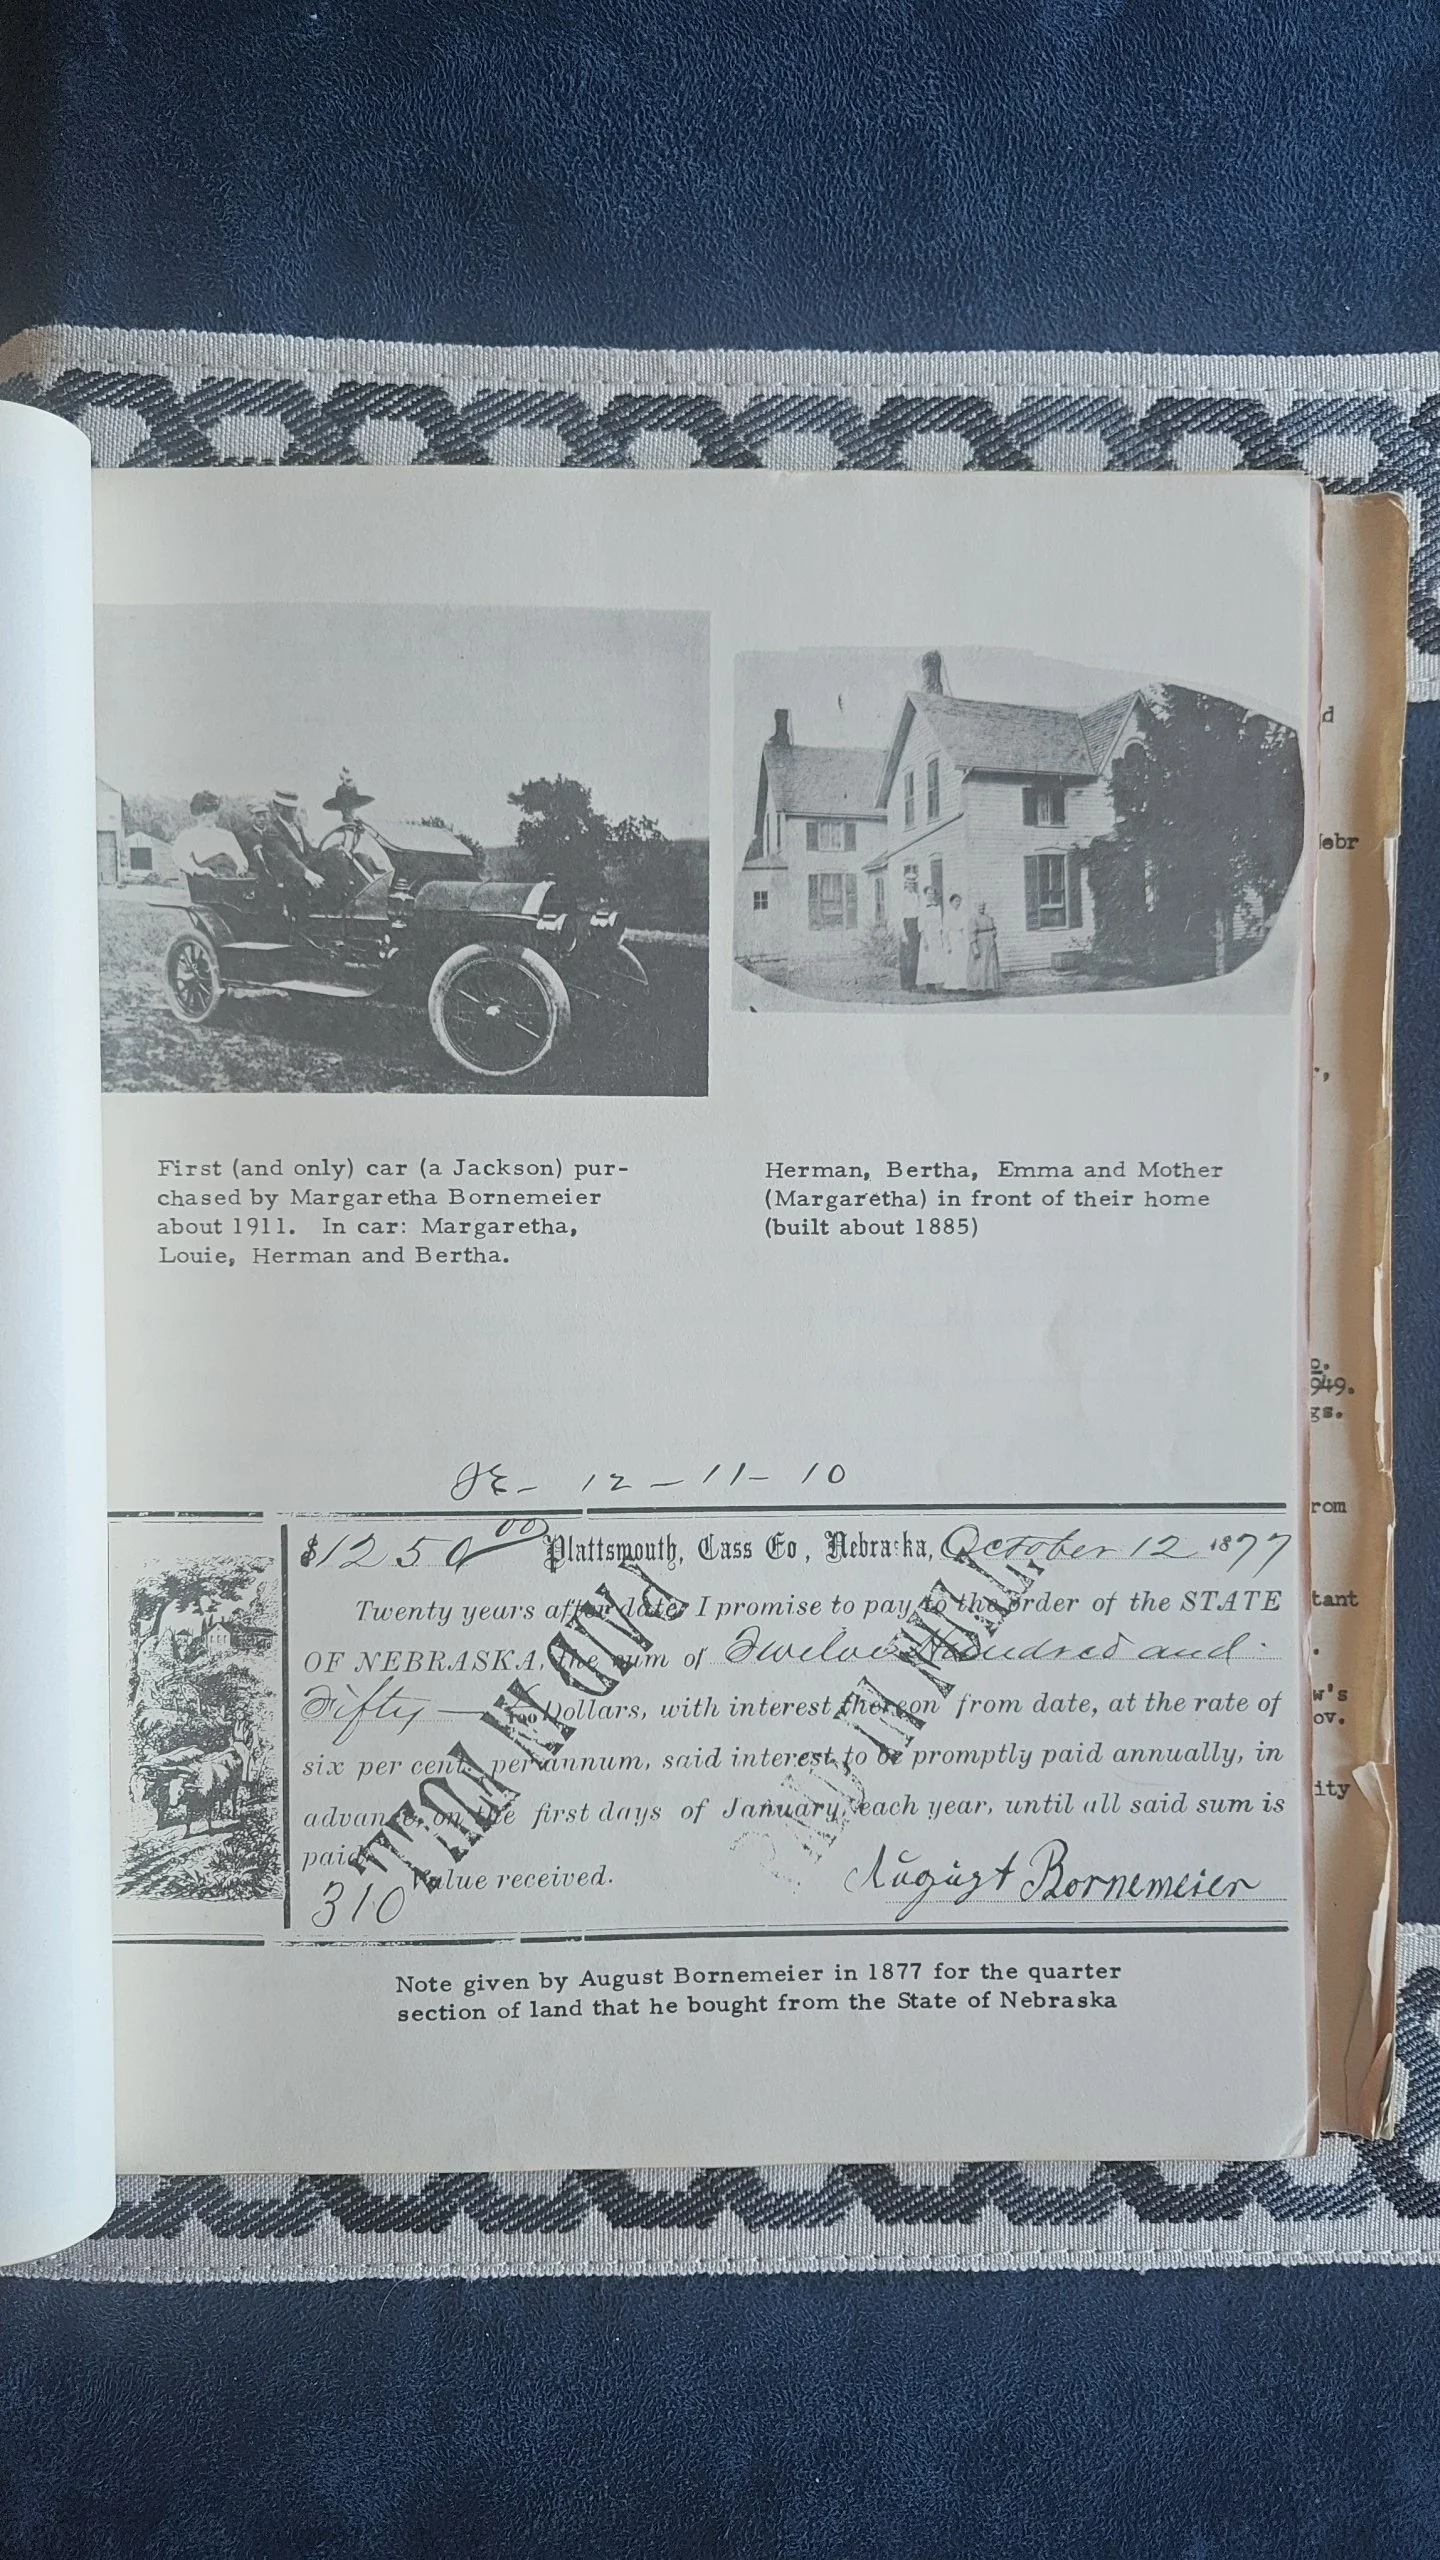 First (and only) car (a Jackson) pur-
chased by Margaretha Bornemeier
about 1911.  In car: Margaretha,
Louie, Herman and Bertha.
Herman, Bertha, Emma and Mother
(Margaretha) in front of their home
(built about 1885)
12 - 11 - 10
$1250.00 Plattsmouth, Cass Co., Nebraska, October 12 1877
Twenty years after date, I promise to pay to the order of the STATE
OF NEBRASKA, the sum of Twelve Hundred and
Fifty — 100 Dollars, with interest thereon from date, at the rate of
six per cent. per annum, said interest to be promptly paid annually, in
advance, on the first days of January, each year, until all said sum is
paid.
Value received.
310
August Bornemeier
PAID IN FULL.
Note given by August Bornemeier in 1877 for the quarter
section of land that he bought from the State of Nebraska
d
Nebr
r,
o.
949.
gs.
rom
tant
.
w's
ov.
ity